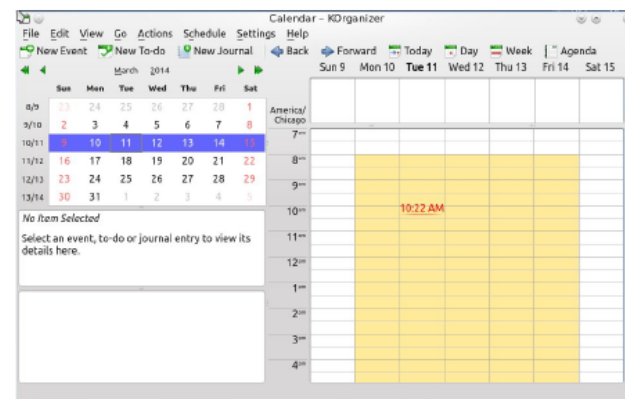 Calendar – KOrganizer
File Edit View Go Actions Schedule Settings Help
New Event New To-do New Journal Back Forward Today Day Week Agenda
March 2014
Sun Mon Tue Wed Thu Fri Sat
8/9 23 24 25 26 27 28 1
9/10 2 3 4 5 6 7 8
10/11 9 10 11 12 13 14 15
11/12 16 17 18 19 20 21 22
12/13 23 24 25 26 27 28 29
13/14 30 31 1 2 3 4 5
No Item Selected
Select an event, to-do or journal entry to view its
details here.
Sun 9 Mon 10 Tue 11 Wed 12 Thu 13 Fri 14 Sat 15
America/
Chicago
7
8
9
10
10:22 AM
11
12
1
2
3
4